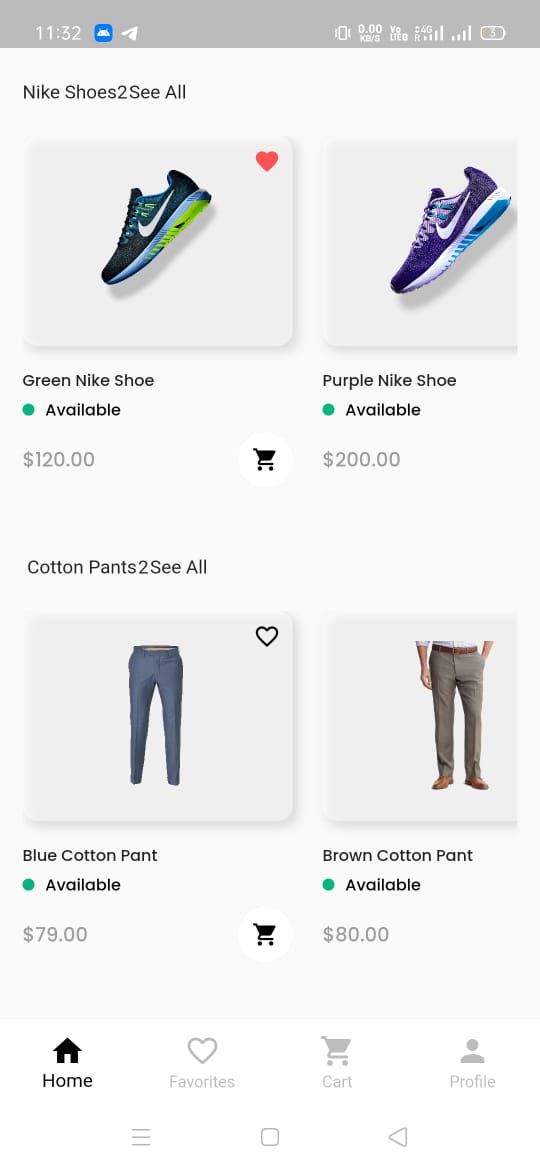 11:32 0.00 KB/S Vo LTE 4G R 3
Nike Shoes2See All
Green Nike Shoe Purple Nike Shoe
Available Available
$120.00 $200.00
Cotton Pants2See All
Blue Cotton Pant Brown Cotton Pant
Available Available
$79.00 $80.00
Home Favorites Cart Profile